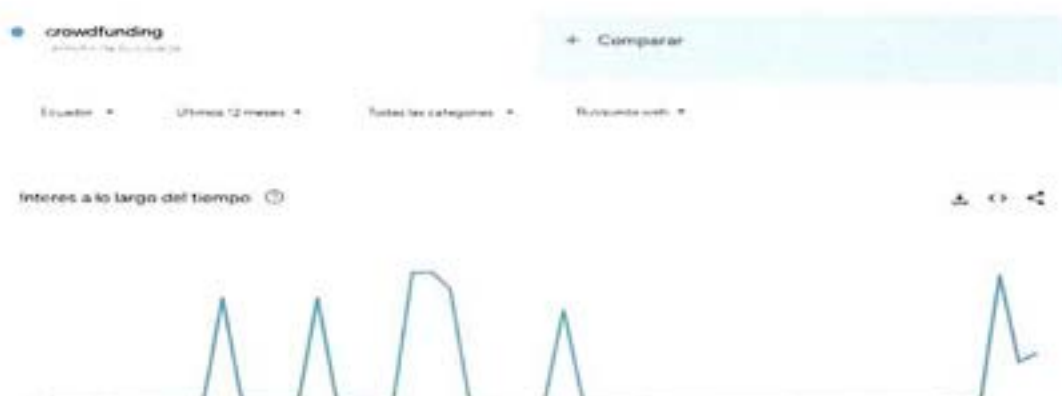 crowdfunding
+ Comparar
Ecuador
Últimos 12 meses
Todas las categorías
Búsqueda web
Interés a lo largo del tiempo